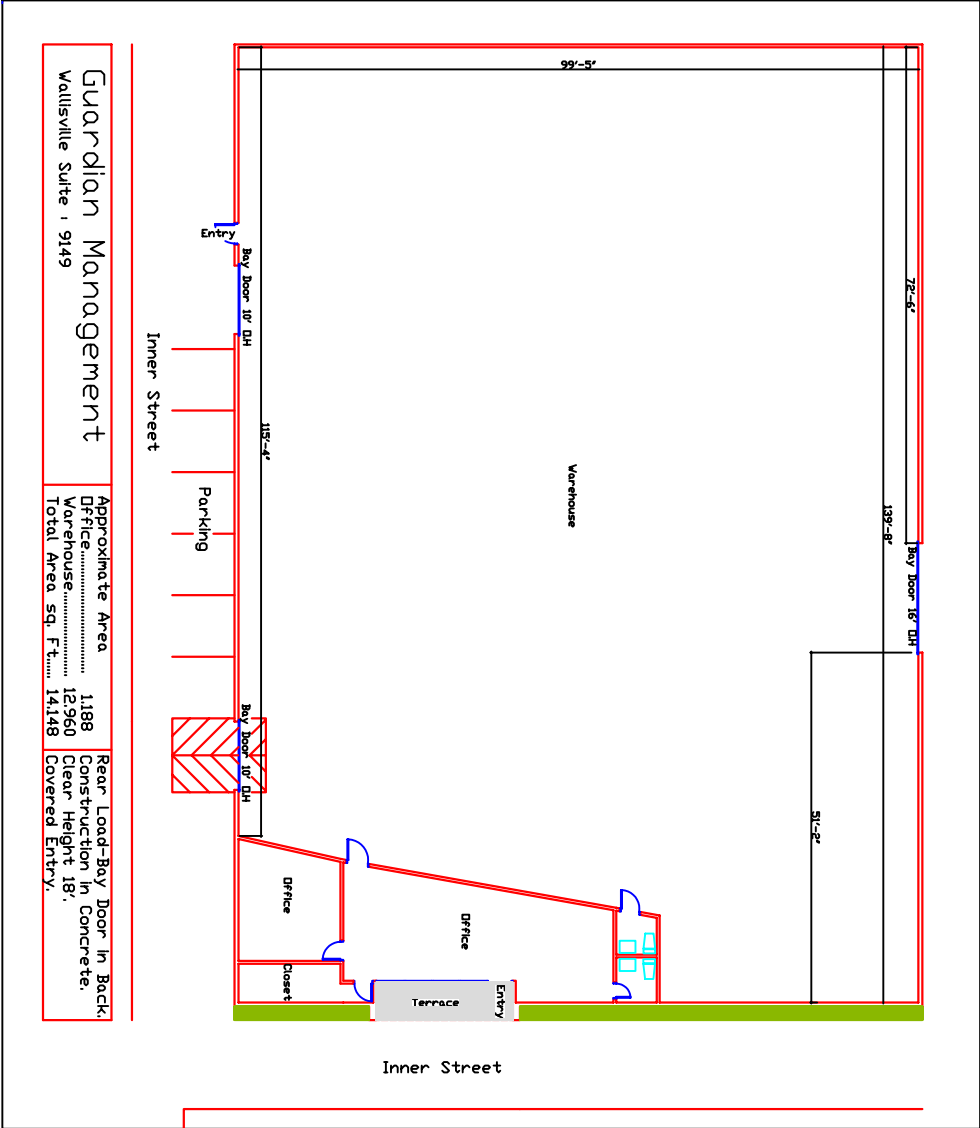 Guardian Management
Wallisville Suite : 9149
Approximate Area
Office............................ 1.188
Warehouse..................... 12.960
Total Area sq. Ft...... 14.148
Rear Load-Bay Door in Back.
Construction in Concrete.
Clear Height 18'.
Covered Entry.
99'-5"
72'-6"
139'-8"
Bay Door 16' O.H
51'-2"
115'-4"
Entry
Bay Door 10' O.H
Inner Street
Parking
Bay Door 10' O.H
Warehouse
Office
Office
Closet
Terrace
Entry
Inner Street